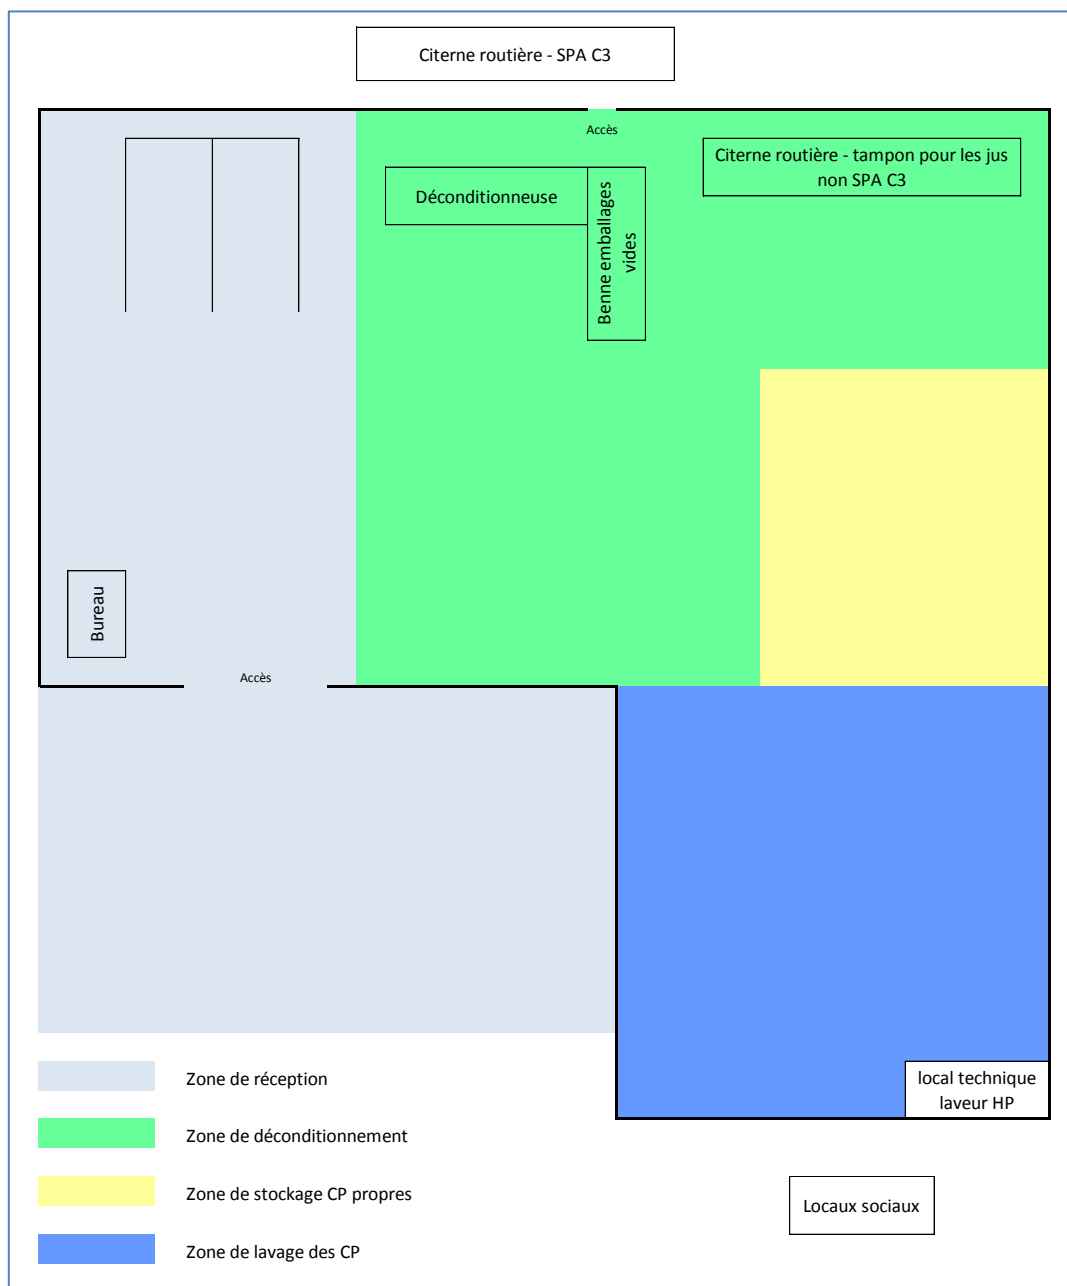 Citerne routière - SPA C3
Accès
Citerne routière - tampon pour les jus
non SPA C3
Déconditionneuse
Benne emballages
vides
Bureau
Accès
Zone de réception
local technique
laveur HP
Zone de déconditionnement
Zone de stockage CP propres
Locaux sociaux
Zone de lavage des CP